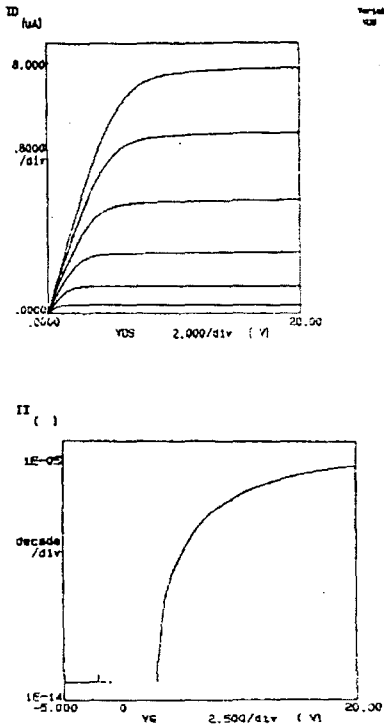 ID
(uA)
8.000
.8000
/div
.0000
.0000
20.00
VDS 2.000/div ( V)
1E-05
decade
/div
1E-14
-5.000
0
20.00
VG 2.500/div ( V)